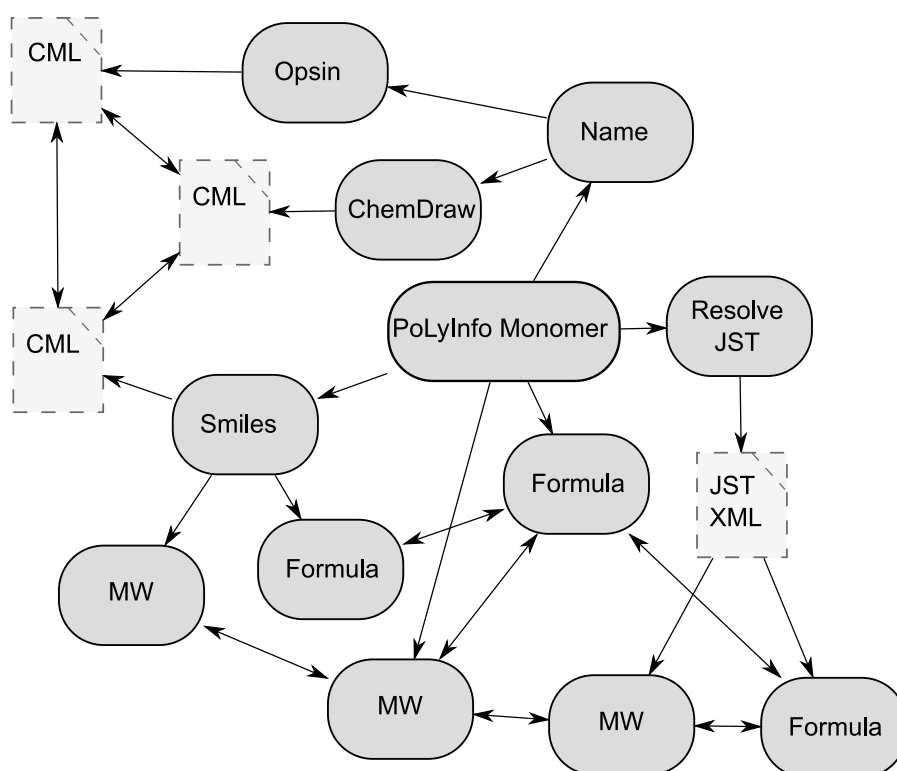 CML
Opsin
Name
CML
ChemDraw
PoLyInfo Monomer
Resolve
JST
CML
Smiles
Formula
JST
XML
Formula
MW
MW
MW
Formula